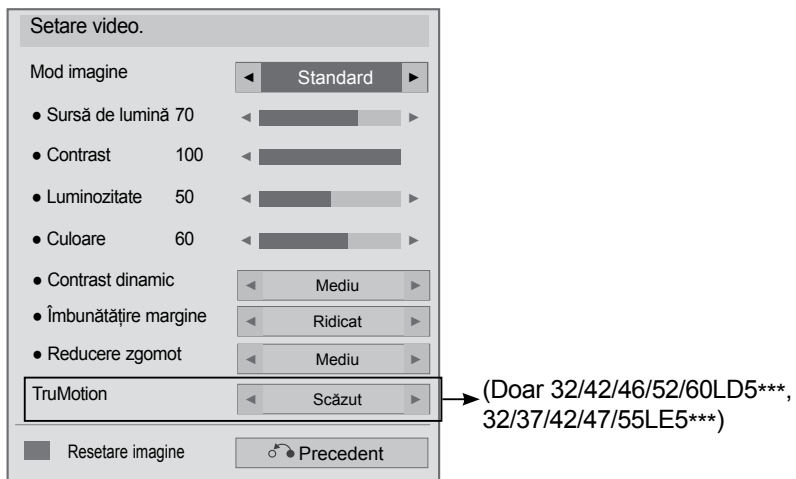 Setare video.
Mod imagine ◄ Standard ►
● Sursă de lumină 70 ◄ ►
● Contrast 100 ◄
● Luminozitate 50 ◄ ►
● Culoare 60 ◄ ►
● Contrast dinamic ◄ Mediu ►
● Îmbunătăţire margine ◄ Ridicat ►
● Reducere zgomot ◄ Mediu ►
TruMotion ◄ Scăzut ►
(Doar 32/42/46/52/60LD5***,
32/37/42/47/55LE5***)
Resetare imagine Precedent